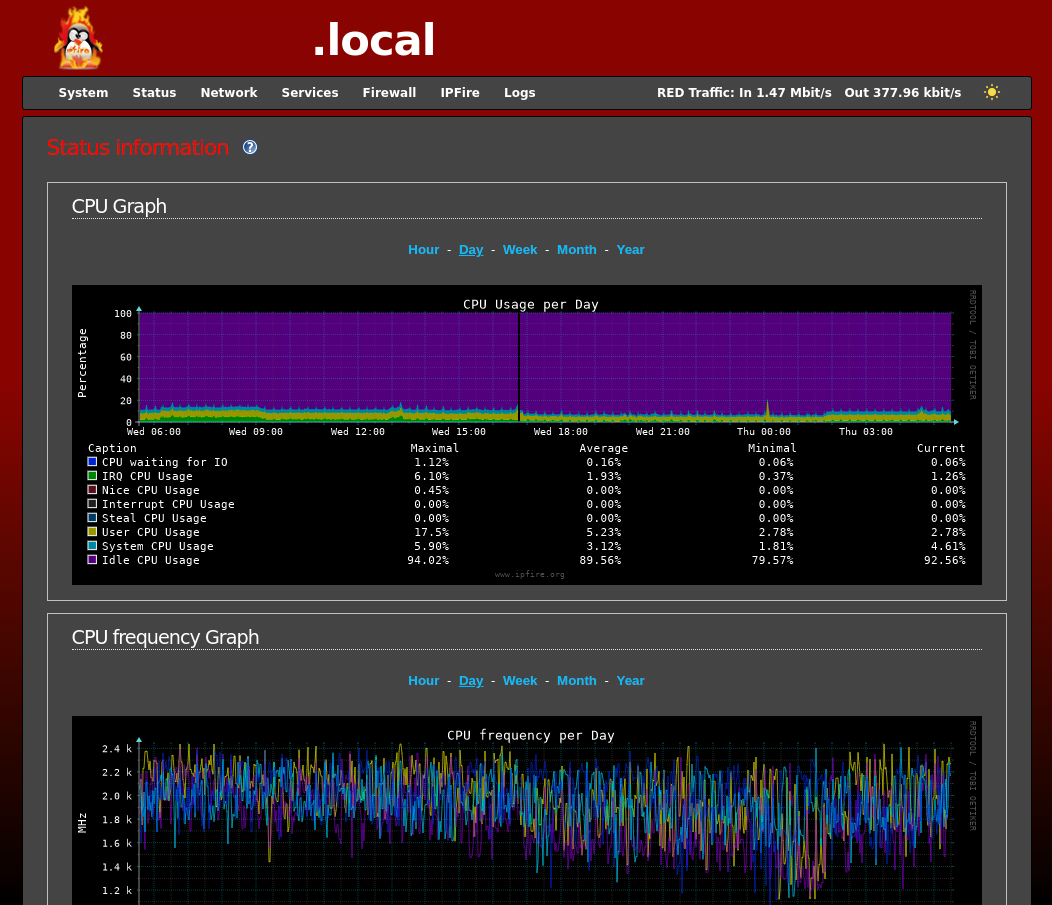 ipfire
.local
System Status Network Services Firewall IPFire Logs RED Traffic: In 1.47 Mbit/s Out 377.96 kbit/s
Status information ?
CPU Graph
Hour - Day - Week - Month - Year
CPU Usage per Day
RRDTOOL / TOBI OETIKER
Percentage
100
80
60
40
20
0
Wed 06:00 Wed 09:00 Wed 12:00 Wed 15:00 Wed 18:00 Wed 21:00 Thu 00:00 Thu 03:00
Caption Maximal Average Minimal Current
CPU waiting for IO 1.12% 0.16% 0.06% 0.06%
IRQ CPU Usage 6.10% 1.93% 0.37% 1.26%
Nice CPU Usage 0.45% 0.00% 0.00% 0.00%
Interrupt CPU Usage 0.00% 0.00% 0.00% 0.00%
Steal CPU Usage 0.00% 0.00% 0.00% 0.00%
User CPU Usage 17.5% 5.23% 2.78% 2.78%
System CPU Usage 5.90% 3.12% 1.81% 4.61%
Idle CPU Usage 94.02% 89.56% 79.57% 92.56%
www.ipfire.org
CPU frequency Graph
Hour - Day - Week - Month - Year
CPU frequency per Day
RRDTOOL / TOBI OETIKER
MHz
2.4 k
2.2 k
2.0 k
1.8 k
1.6 k
1.4 k
1.2 k